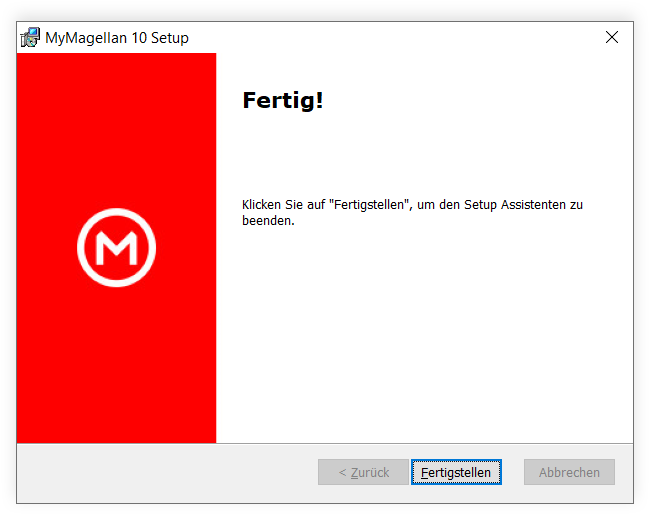 MyMagellan 10 Setup
Fertig!
Klicken Sie auf "Fertigstellen", um den Setup Assistenten zu
beenden.
M
< Zurück
Fertigstellen
Abbrechen